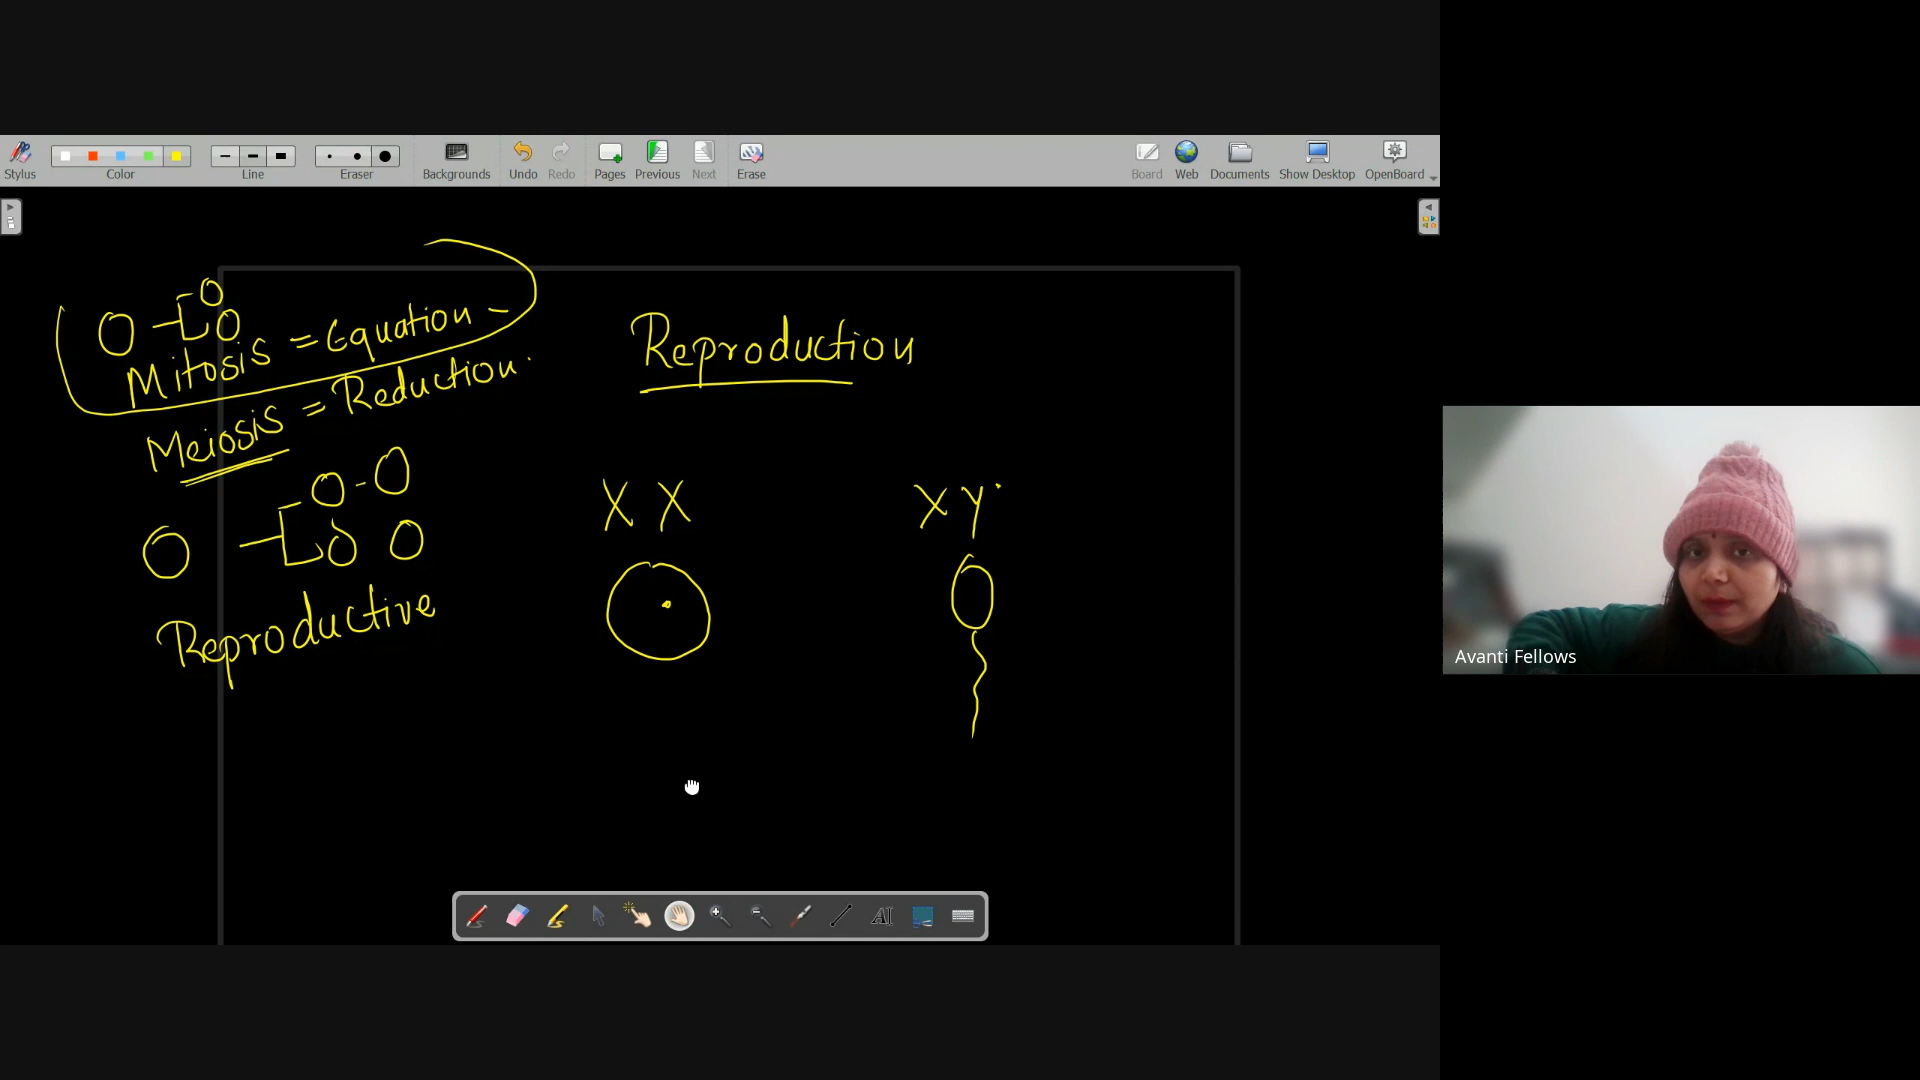 Stylus
Color
Line
Eraser
Backgrounds
Undo
Redo
Pages
Previous
Next
Erase
Board
Web
Documents
Show Desktop
OpenBoard
O O
O
Mitosis = Equation -
Meiosis = Reduction.
O - O
O O O
Reproductive
Reproduction
X X
X Y
AI
Avanti Fellows